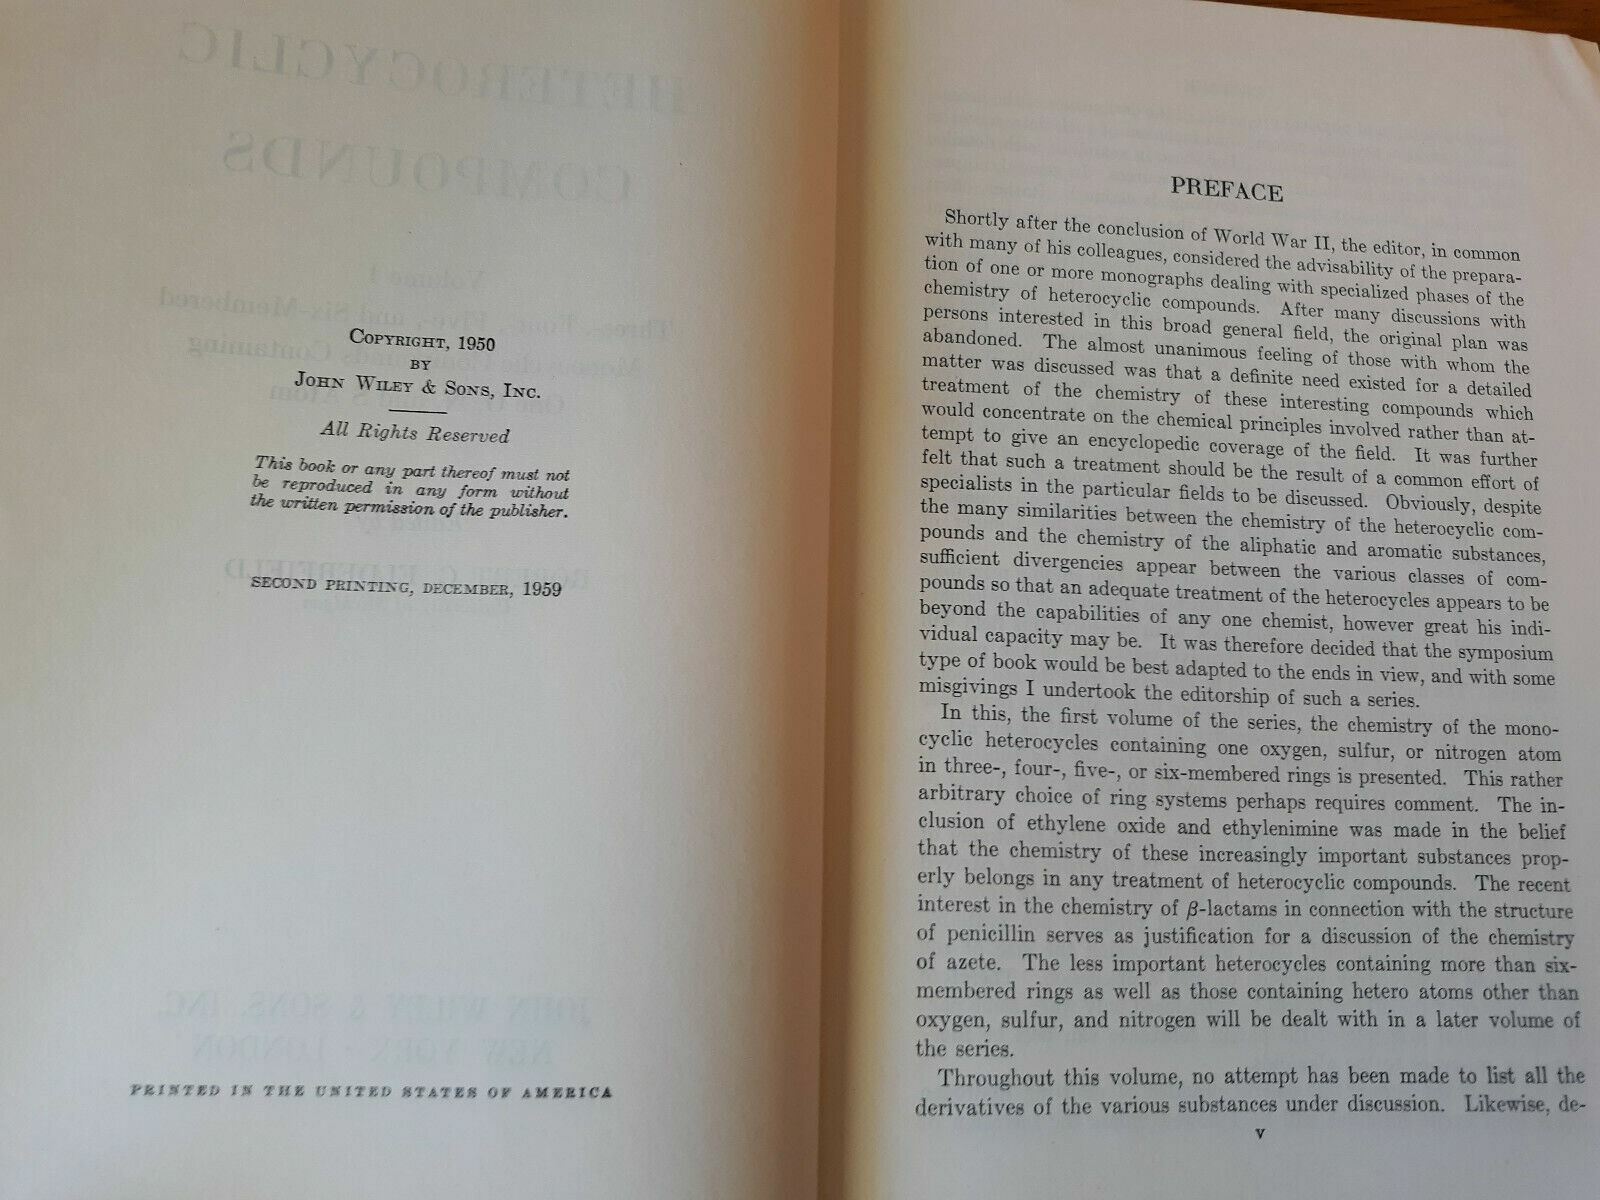 COPYRIGHT, 1950
BY
JOHN WILEY & SONS, INC.
All Rights Reserved
This book or any part thereof must not
be reproduced in any form without
the written permission of the publisher.
SECOND PRINTING, DECEMBER, 1959
PRINTED IN THE UNITED STATES OF AMERICA
PREFACE
Shortly after the conclusion of World War II, the editor, in common
with many of his colleagues, considered the advisability of the prepara-
tion of one or more monographs dealing with specialized phases of the
chemistry of heterocyclic compounds. After many discussions with
persons interested in this broad general field, the original plan was
abandoned. The almost unanimous feeling of those with whom the
matter was discussed was that a definite need existed for a detailed
treatment of the chemistry of these interesting compounds which
would concentrate on the chemical principles involved rather than at-
tempt to give an encyclopedic coverage of the field. It was further
felt that such a treatment should be the result of a common effort of
specialists in the particular fields to be discussed. Obviously, despite
the many similarities between the chemistry of the heterocyclic com-
pounds and the chemistry of the aliphatic and aromatic substances,
sufficient divergencies appear between the various classes of com-
pounds so that an adequate treatment of the heterocycles appears to be
beyond the capabilities of any one chemist, however great his indi-
vidual capacity may be. It was therefore decided that the symposium
type of book would be best adapted to the ends in view, and with some
misgivings I undertook the editorship of such a series.
In this, the first volume of the series, the chemistry of the mono-
cyclic heterocycles containing one oxygen, sulfur, or nitrogen atom
in three-, four-, five-, or six-membered rings is presented. This rather
arbitrary choice of ring systems perhaps requires comment. The in-
clusion of ethylene oxide and ethylenimine was made in the belief
that the chemistry of these increasingly important substances prop-
erly belongs in any treatment of heterocyclic compounds. The recent
interest in the chemistry of β-lactams in connection with the structure
of penicillin serves as justification for a discussion of the chemistry
of azete. The less important heterocycles containing more than six-
membered rings as well as those containing hetero atoms other than
oxygen, sulfur, and nitrogen will be dealt with in a later volume of
the series.
Throughout this volume, no attempt has been made to list all the
derivatives of the various substances under discussion. Likewise, de-
v